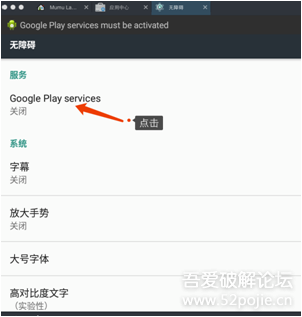 Mumu La...
应用中心
无障碍
Google Play services must be activated
无障碍
服务
Google Play services
关闭
点击
系统
字幕
关闭
放大手势
关闭
大号字体
高对比度文字
（实验性）
吾爱破解论坛
www.52pojie.cn